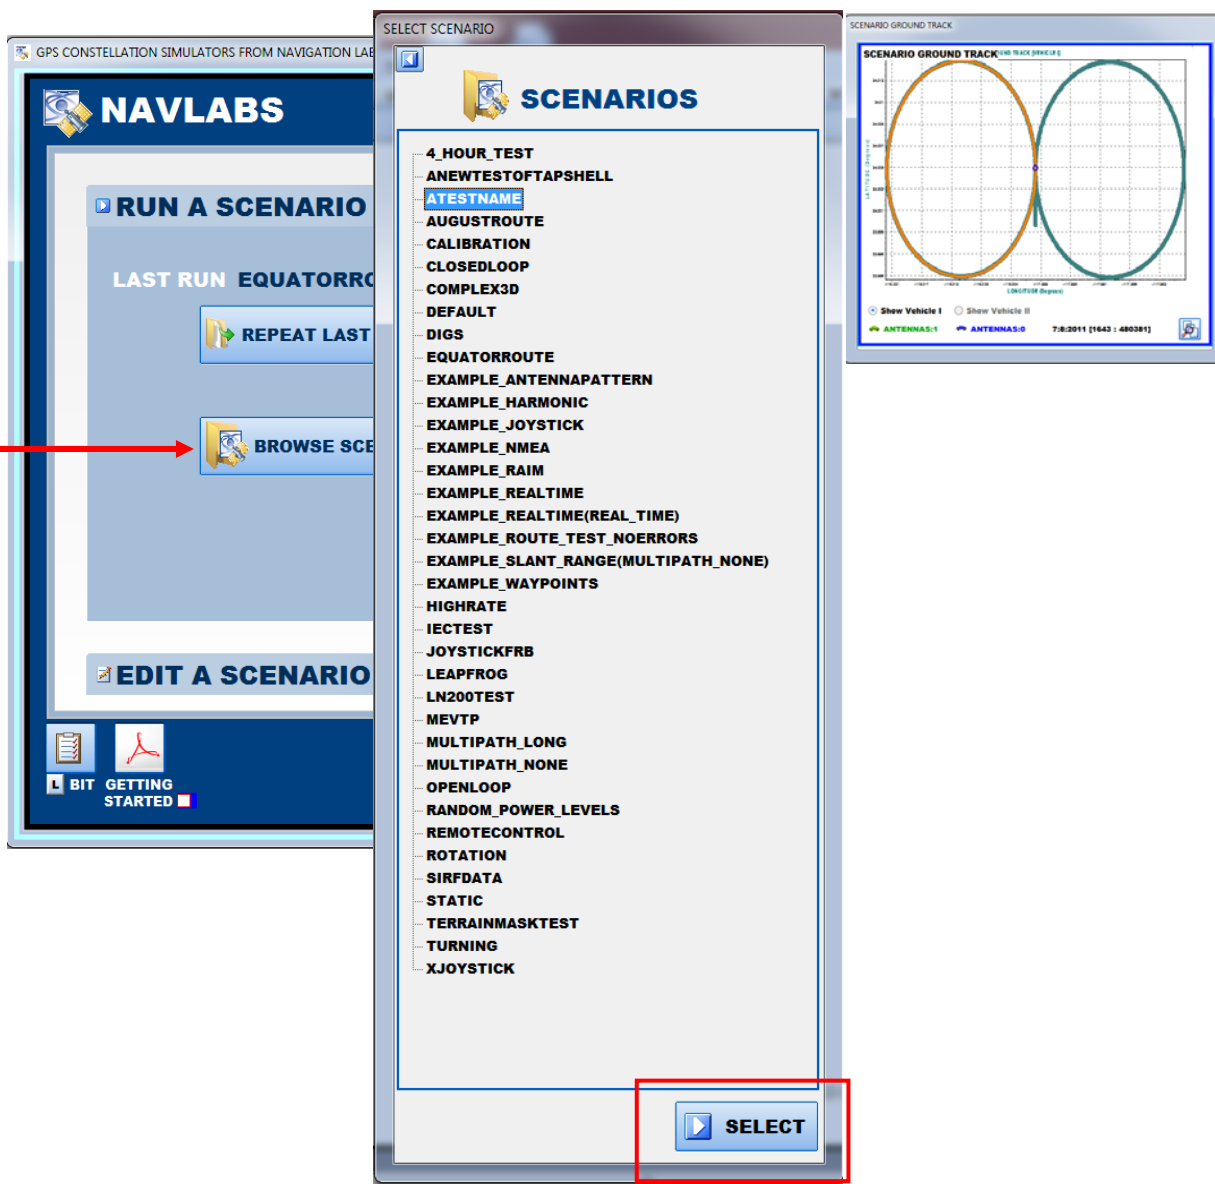 GPS CONSTELLATION SIMULATORS FROM NAVIGATION LAB
NAVLABS
RUN A SCENARIO
LAST RUN EQUATORRO
REPEAT LAST
BROWSE SCE
EDIT A SCENARIO
L BIT
GETTING
STARTED
SELECT SCENARIO
SCENARIOS
4_HOUR_TEST
ANEWTESTOFTAPSHELL
ATESTNAME
AUGUSTROUTE
CALIBRATION
CLOSEDLOOP
COMPLEX3D
DEFAULT
DIGS
EQUATORROUTE
EXAMPLE_ANTENNAPATTERN
EXAMPLE_HARMONIC
EXAMPLE_JOYSTICK
EXAMPLE_NMEA
EXAMPLE_RAIM
EXAMPLE_REALTIME
EXAMPLE_REALTIME(REAL_TIME)
EXAMPLE_ROUTE_TEST_NOERRORS
EXAMPLE_SLANT_RANGE(MULTIPATH_NONE)
EXAMPLE_WAYPOINTS
HIGHRATE
IECTEST
JOYSTICKFRB
LEAPFROG
LN200TEST
MEVTP
MULTIPATH_LONG
MULTIPATH_NONE
OPENLOOP
RANDOM_POWER_LEVELS
REMOTECONTROL
ROTATION
SIRFDATA
STATIC
TERRAINMASKTEST
TURNING
XJOYSTICK
SELECT
SCENARIO GROUND TRACK
SCENARIO GROUND TRACK
LATITUDE (Degrees)
LONGITUDE (Degrees)
Show Vehicle I Show Vehicle II
ANTENNAS:1 ANTENNAS:0 7:8:2011 [1643 : 480381]